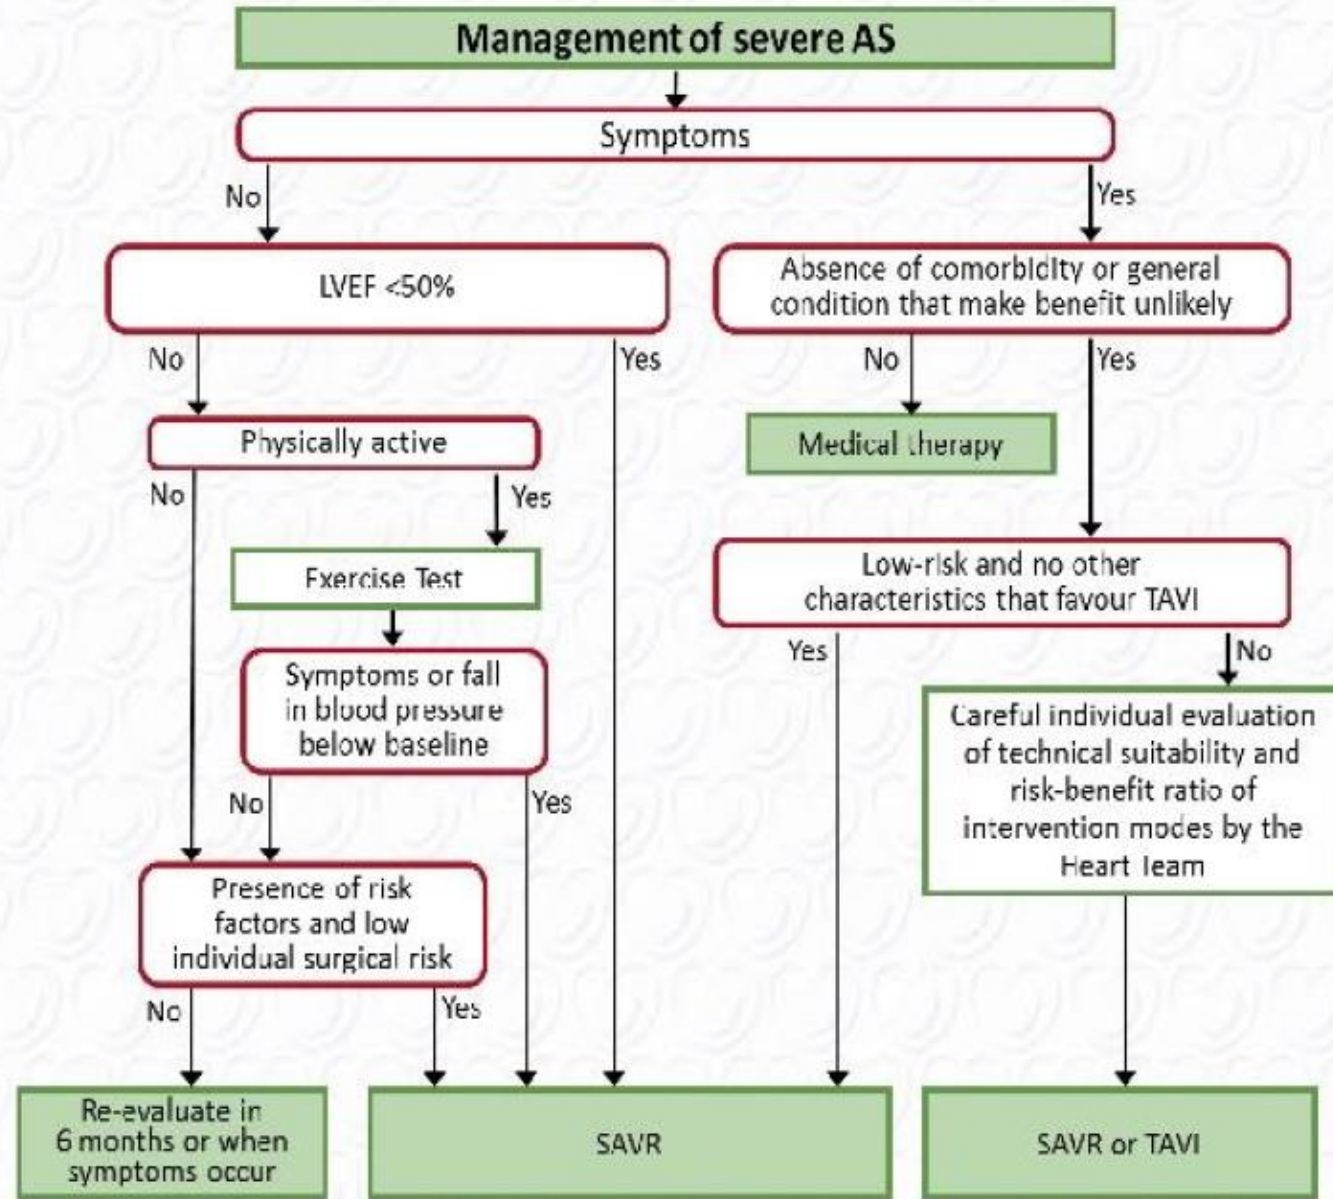 Management of severe AS
Symptoms
No
Yes
LVEF <50%
Absence of comorbidity or general
condition that make benefit unlikely
No
Yes
No
Yes
Physically active
Medical therapy
No
Yes
Exercise Test
Low-risk and no other
characteristics that favour TAVI
Symptoms or fall
in blood pressure
below baseline
Yes
No
Careful individual evaluation
of technical suitability and
risk-benefit ratio of
intervention modes by the
Heart Team
No
Yes
Presence of risk
factors and low
individual surgical risk
No
Yes
Re-evaluate in
6 months or when
symptoms occur
SAVR
SAVR or TAVI